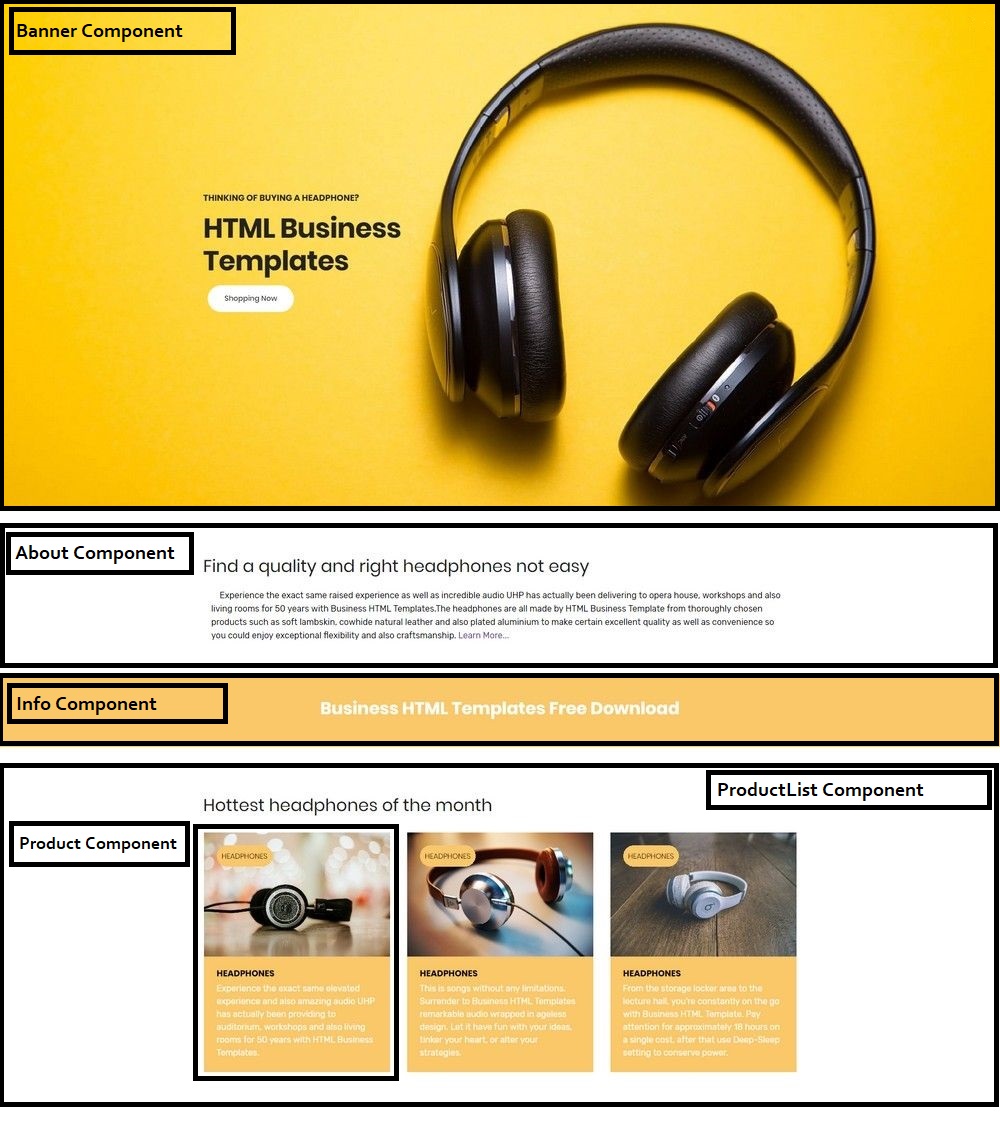 Banner Component
THINKING OF BUYING A HEADPHONE?
HTML Business
Templates
Shopping Now
About Component
Find a quality and right headphones not easy
Experience the exact same raised experience as well as incredible audio UHP has actually been delivering to opera house, workshops and also
living rooms for 50 years with Business HTML Templates.The headphones are all made by HTML Business Template from thoroughly chosen
products such as soft lambskin, cowhide natural leather and also plated aluminium to make certain excellent quality as well as convenience so
you could enjoy exceptional flexibility and also craftsmanship. Learn More...
Info Component
Business HTML Templates Free Download
ProductList Component
Hottest headphones of the month
Product Component
HEADPHONES
HEADPHONES
Experience the exact same elevated
experience and also amazing audio UHP
has actually been providing to
auditorium, workshops and also living
rooms for 50 years with HTML Business
Templates.
HEADPHONES
HEADPHONES
This is songs without any limitations.
Surrender to Business HTML Templates
remarkable audio wrapped in ageless
design. Let it have fun with your ideas,
tinker your heart, or alter your
strategies.
HEADPHONES
HEADPHONES
From the storage locker area to the
lecture hall, you're constantly on the go
with Business HTML Template. Pay
attention for approximately 18 hours on
a single cost, after that use Deep-Sleep
setting to conserve power.